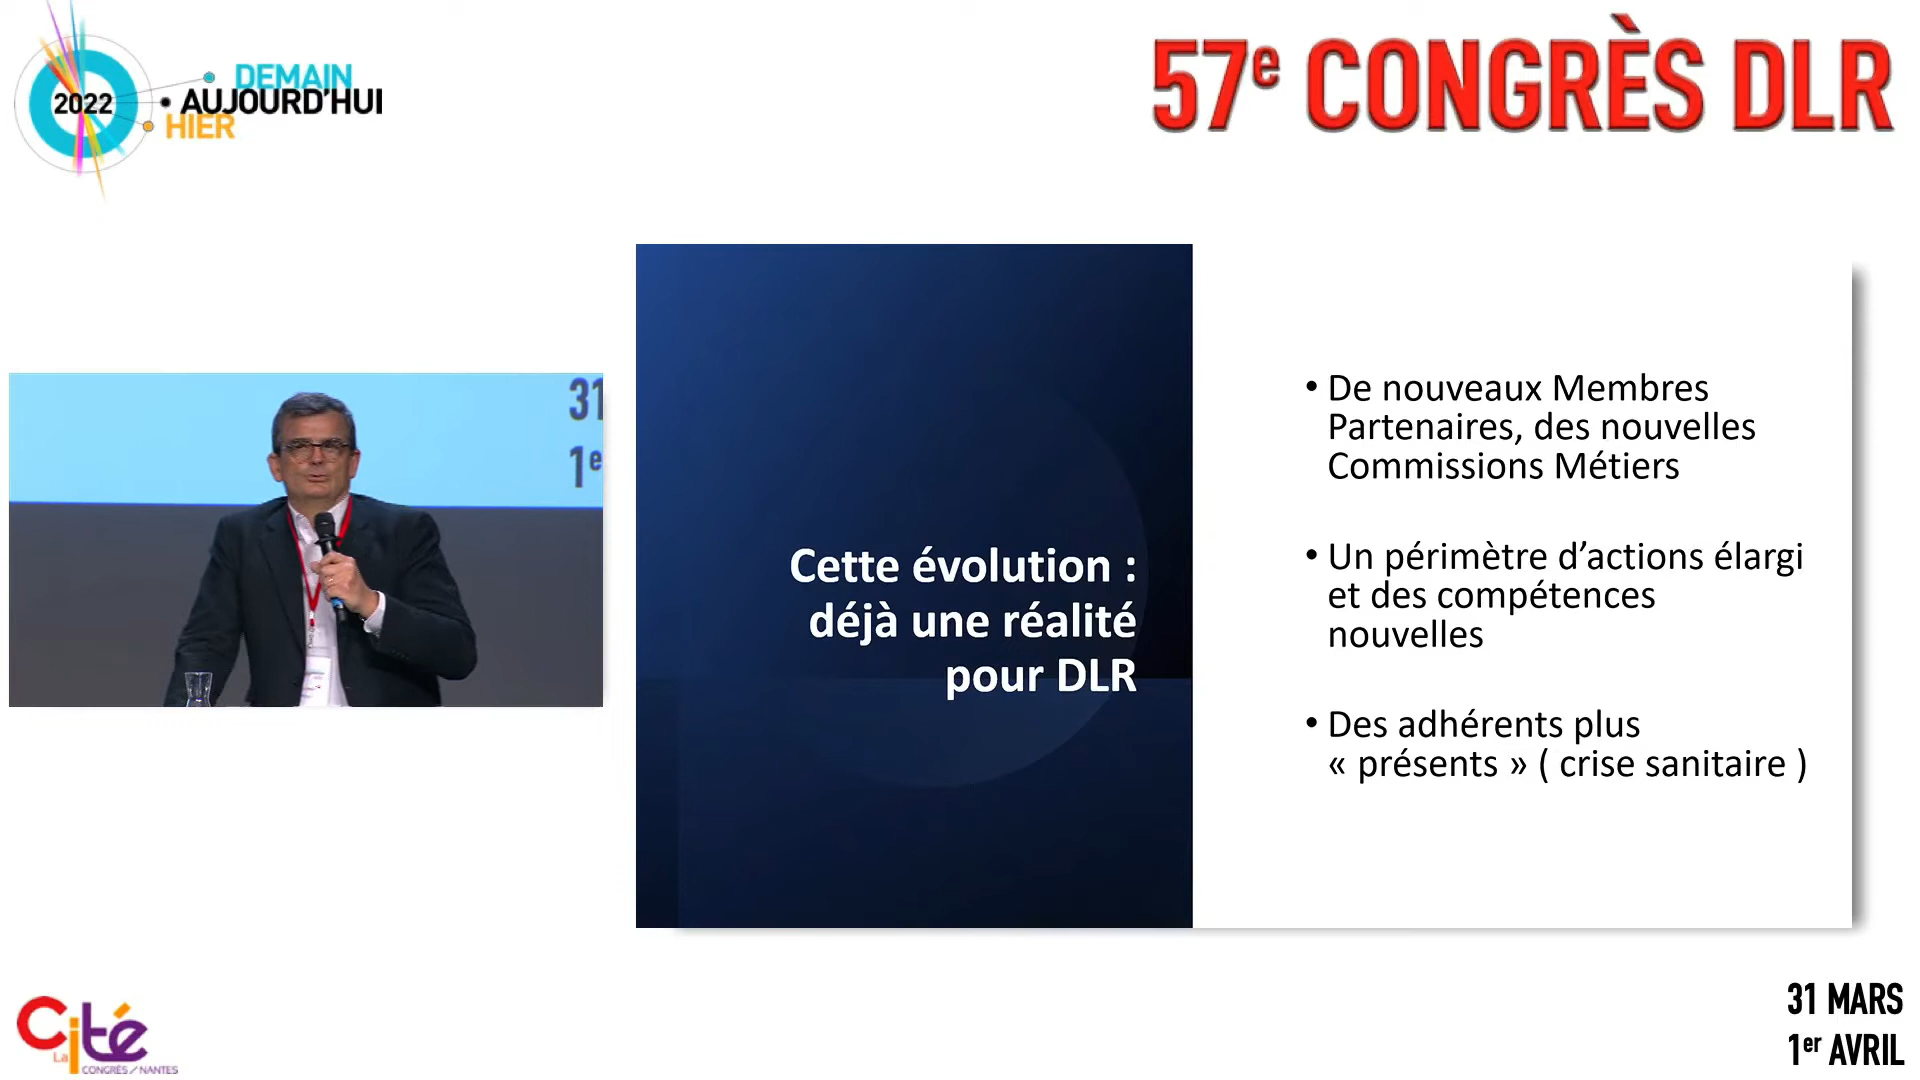 2022
DEMAIN
• AUJOURD'HUI
HIER
57e CONGRÈS DLR
31
1e
Cette évolution :
déjà une réalité
pour DLR
• De nouveaux Membres
Partenaires, des nouvelles
Commissions Métiers
• Un périmètre d’actions élargi
et des compétences
nouvelles
• Des adhérents plus
« présents » ( crise sanitaire )
La Cité
CONGRÈS / NANTES
31 MARS
1er AVRIL